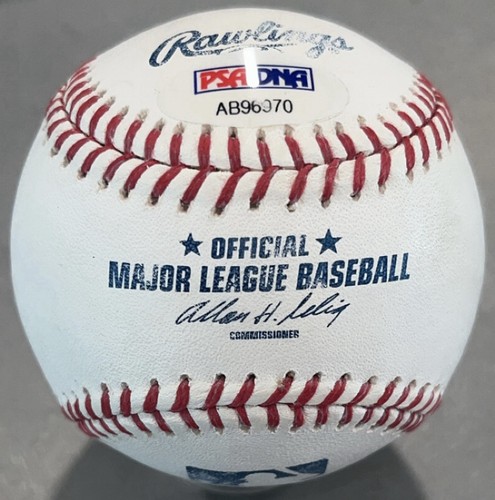 Rawlings
PSA DNA
AB96970
★ OFFICIAL ★
MAJOR LEAGUE BASEBALL
Allan H. Selig
COMMISSIONER